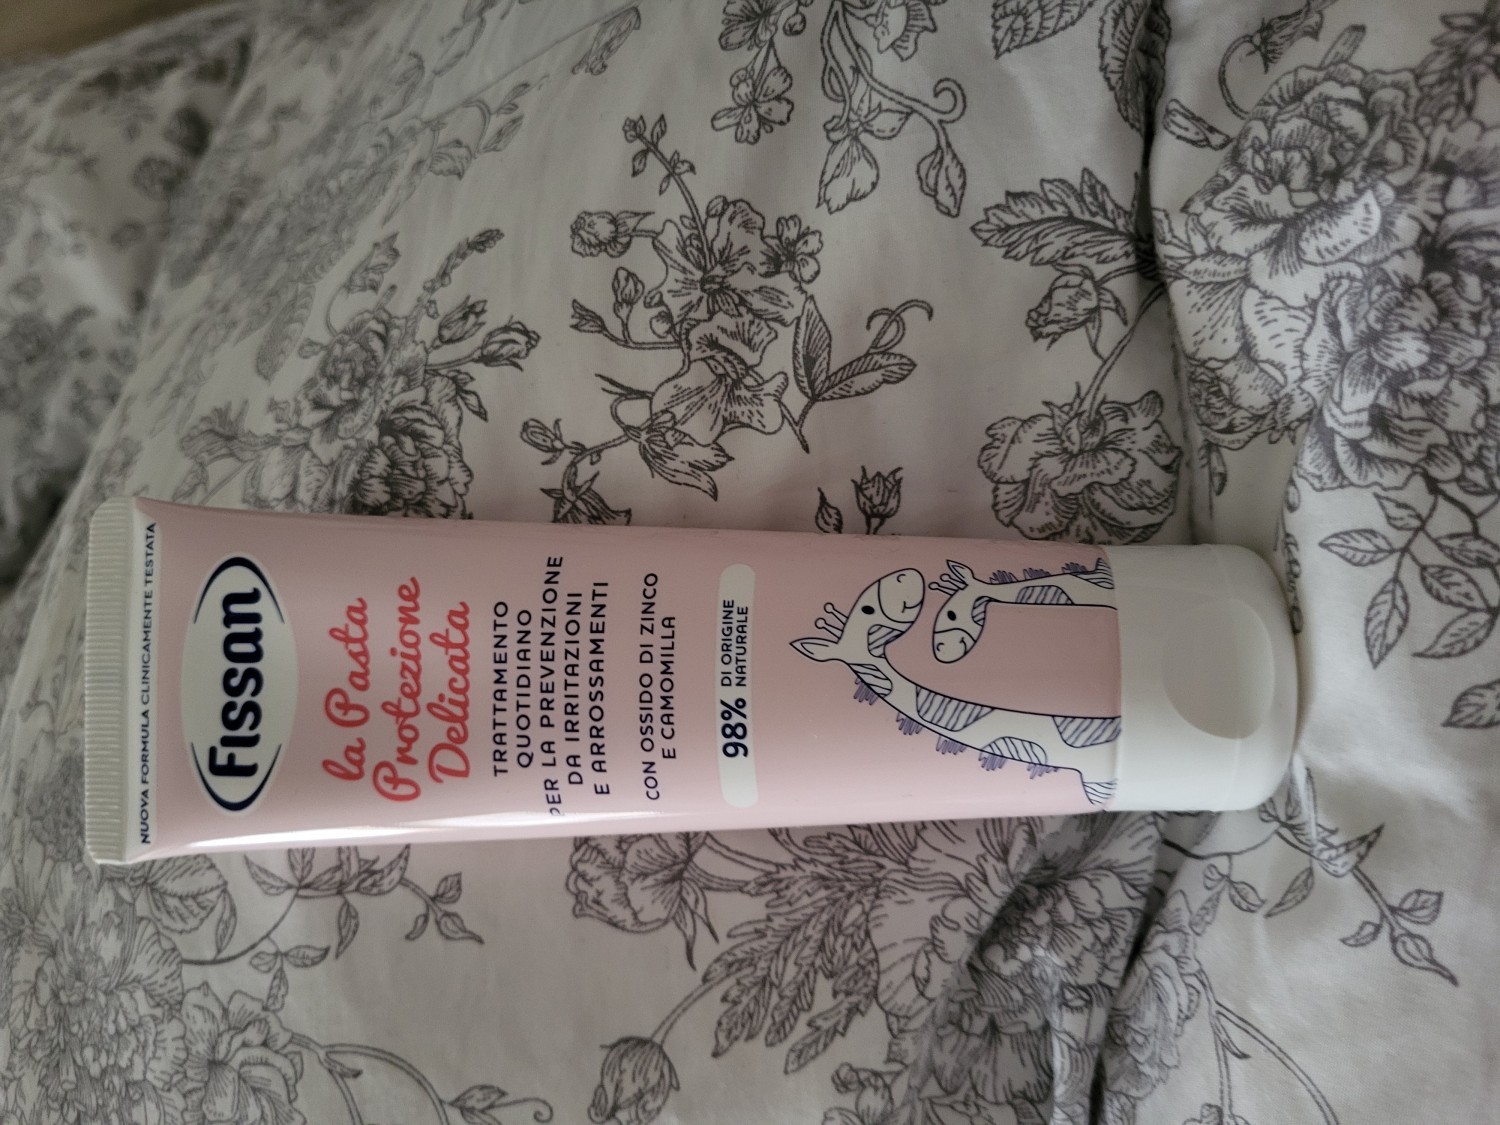 NUOVA FORMULA CLINICAMENTE TESTATA
Fissan
la Pasta
Protezione
Delicata
TRATTAMENTO
QUOTIDIANO
PER LA PREVENZIONE
DA IRRITAZIONI
E ARROSSAMENTI
CON OSSIDO DI ZINCO
E CAMOMILLA
98% DI ORIGINE
NATURALE